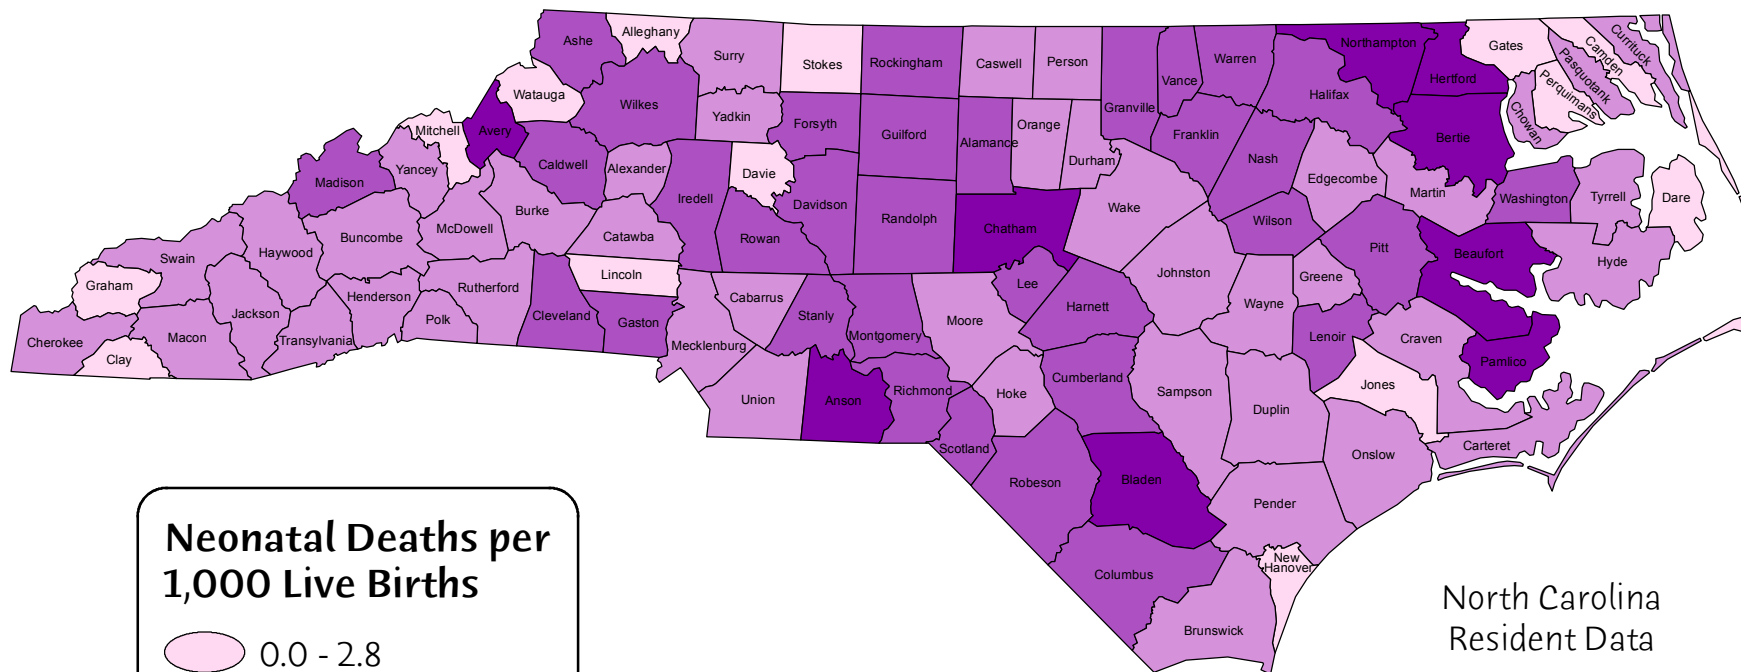 Ashe
Alleghany
Surry
Stokes
Rockingham
Caswell
Person
Granville
Vance
Warren
Northampton
Hertford
Gates
Camden
Currituck
Pasquotank
Perquimans
Chowan
Watauga
Wilkes
Yadkin
Forsyth
Guilford
Alamance
Orange
Durham
Franklin
Halifax
Nash
Bertie
Mitchell
Avery
Caldwell
Alexander
Iredell
Davie
Davidson
Randolph
Chatham
Wake
Edgecombe
Martin
Washington
Tyrrell
Dare
Madison
Yancey
McDowell
Burke
Catawba
Rowan
Wilson
Pitt
Beaufort
Hyde
Swain
Haywood
Buncombe
Rutherford
Lincoln
Cabarrus
Lee
Johnston
Wayne
Greene
Graham
Jackson
Henderson
Polk
Cleveland
Gaston
Stanly
Montgomery
Moore
Harnett
Lenoir
Craven
Pamlico
Cherokee
Clay
Macon
Transylvania
Mecklenburg
Union
Anson
Richmond
Hoke
Cumberland
Sampson
Duplin
Jones
Carteret
Scotland
Robeson
Bladen
Pender
Onslow
Columbus
New
Hanover
Brunswick
Neonatal Deaths per
1,000 Live Births
0.0 - 2.8
North Carolina
Resident Data